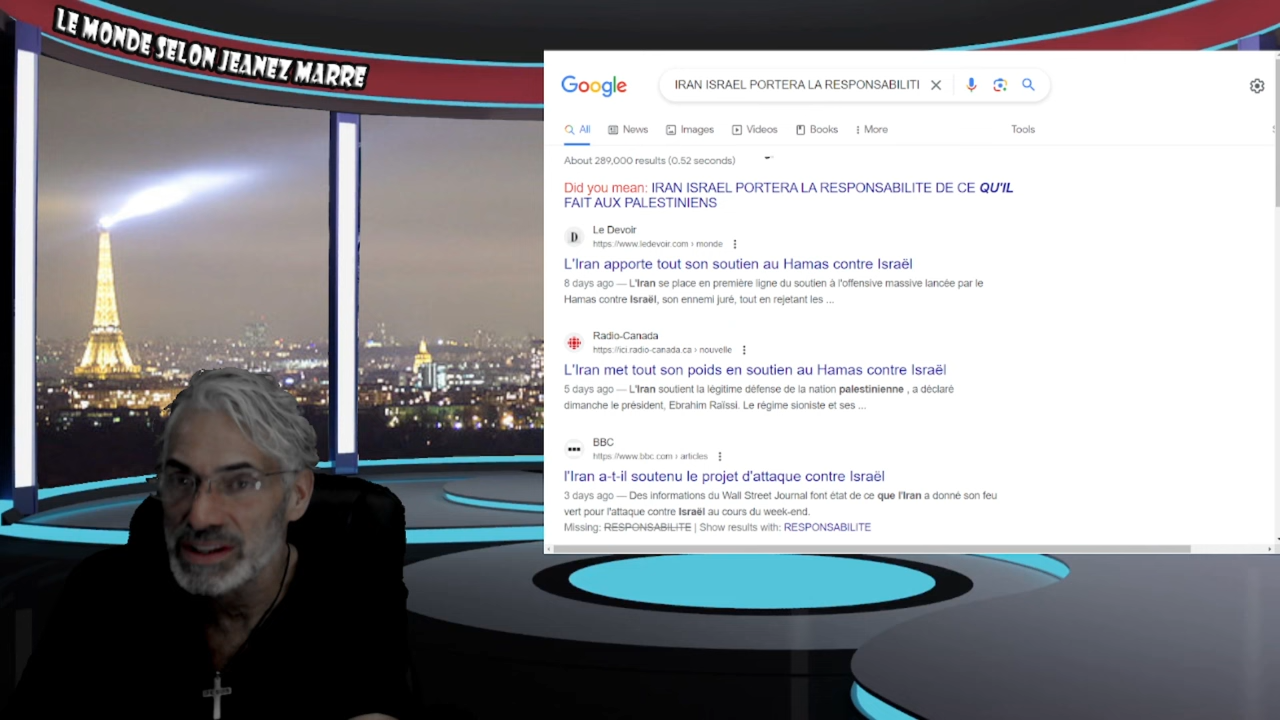 LE MONDE SELON JEANEZ MARRE
Google
IRAN ISRAEL PORTERA LA RESPONSABILITI
All
News
Images
Videos
Books
More
Tools
About 289,000 results (0.52 seconds)
Did you mean: IRAN ISRAEL PORTERA LA RESPONSABILITE DE CE QU'IL
FAIT AUX PALESTINIENS
D
Le Devoir
https://www.ledevoir.com › monde
L'Iran apporte tout son soutien au Hamas contre Israël
8 days ago — L'Iran se place en première ligne du soutien à l'offensive massive lancée par le
Hamas contre Israël, son ennemi juré, tout en rejetant les ...
Radio-Canada
https://ici.radio-canada.ca › nouvelle
L'Iran met tout son poids en soutien au Hamas contre Israël
5 days ago — L'Iran soutient la légitime défense de la nation palestinienne , a déclaré
dimanche le président, Ebrahim Raïssi. Le régime sioniste et ses ...
BBC
https://www.bbc.com › articles
l'Iran a-t-il soutenu le projet d'attaque contre Israël
3 days ago — Des informations du Wall Street Journal font état de ce que l'Iran a donné son feu
vert pour l'attaque contre Israël au cours du week-end.
Missing: RESPONSABILITE | Show results with: RESPONSABILITE